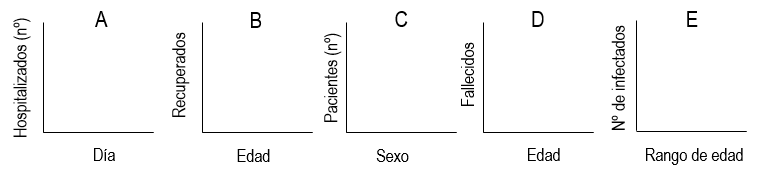 A
Hospitalizados (nº)
Día
B
Recuperados
Edad
C
Pacientes (nº)
Sexo
D
Fallecidos
Edad
E
Nº de infectados
Rango de edad